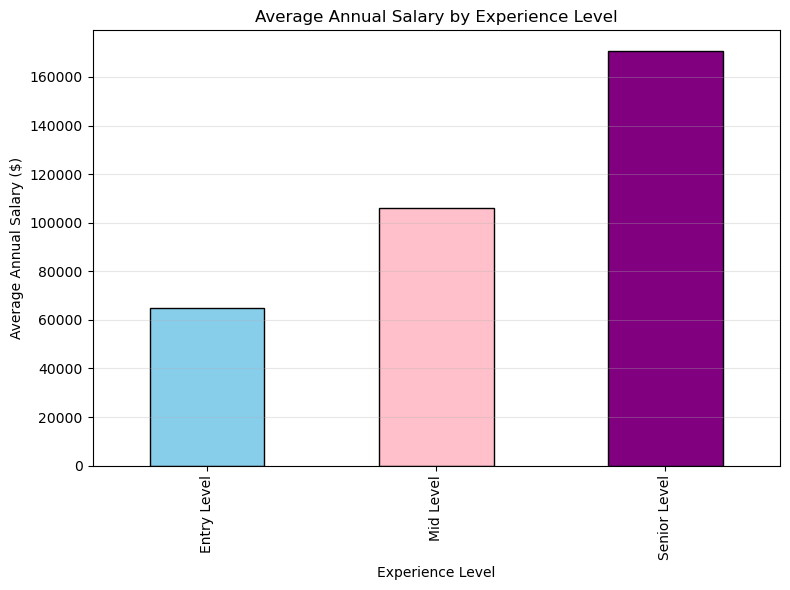 Average Annual Salary by Experience Level
Average Annual Salary ($)
160000
140000
120000
100000
80000
60000
40000
20000
0
Entry Level
Mid Level
Senior Level
Experience Level